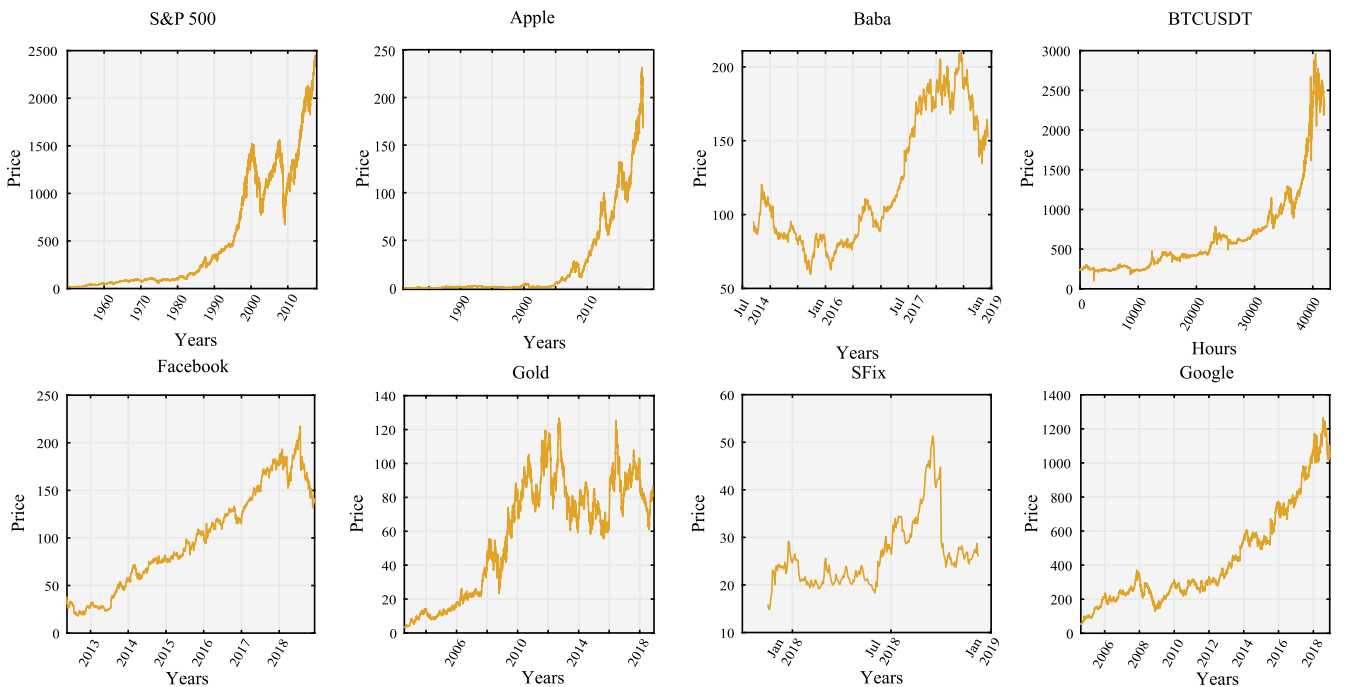 S&P 500
Price
2500
2000
1500
1000
500
0
1960
1970
1980
1990
2000
2010
Years
Apple
Price
250
200
150
100
50
0
1990
2000
2010
Years
Baba
Price
200
150
100
50
Jul
2014
Jan
2016
Jul
2017
Jan
2019
Years
BTCUSDT
Price
3000
2500
2000
1500
1000
500
0
0
10000
20000
30000
40000
Hours
Facebook
Price
250
200
150
100
50
0
2013
2014
2015
2016
2017
2018
Years
Gold
Price
140
120
100
80
60
40
20
0
2006
2010
2014
2018
Years
SFix
Price
60
50
40
30
20
10
Jan
2018
Jul
2018
Jan
2019
Years
Google
Price
1400
1200
1000
800
600
400
200
0
2006
2008
2010
2012
2014
2016
2018
Years